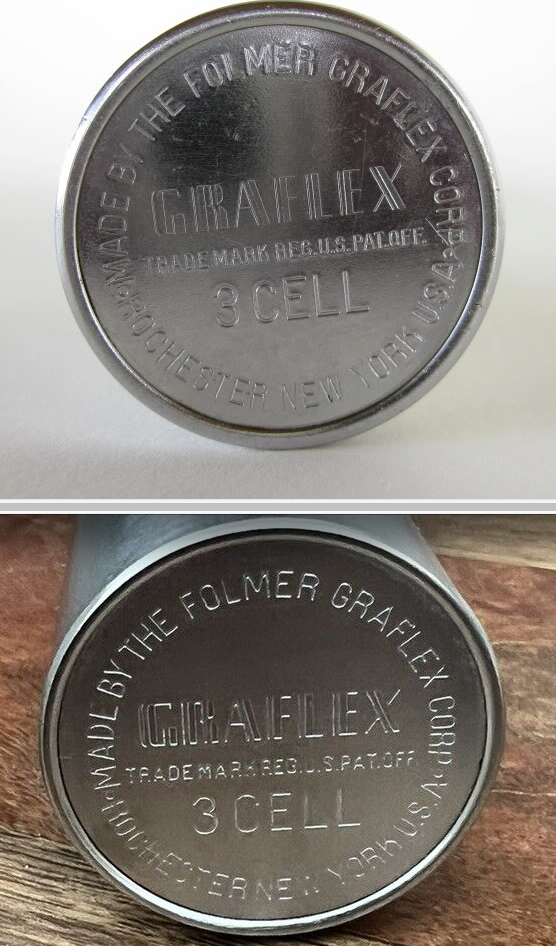 MADE BY THE FOLMER GRAFLEX CORP.
GRAFLEX
TRADE MARK REG. U.S. PAT. OFF.
3 CELL
ROCHESTER NEW YORK U.S.A.
MADE BY THE FOLMER GRAFLEX CORP.
GRAFLEX
TRADE MARK REG. U.S. PAT. OFF.
3 CELL
ROCHESTER NEW YORK U.S.A.